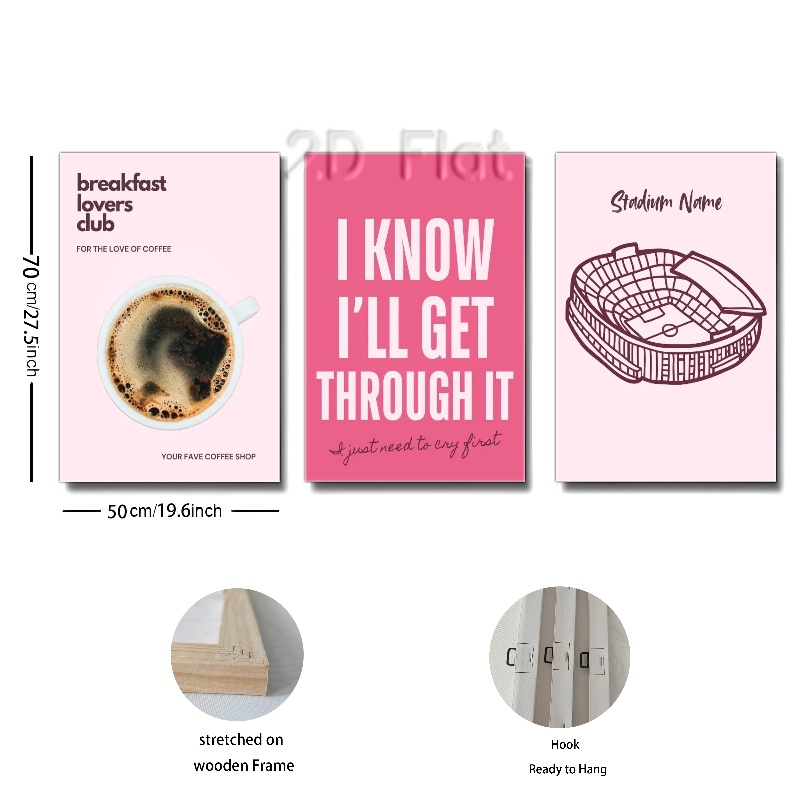 2D Flat
breakfast
lovers
club
FOR THE LOVE OF COFFEE
YOUR FAVE COFFEE SHOP
I KNOW
I'LL GET
THROUGH IT
I just need to cry first
Stadium Name
70cm/27.5inch
50cm/19.6inch
stretched on
wooden Frame
Hook
Ready to Hang